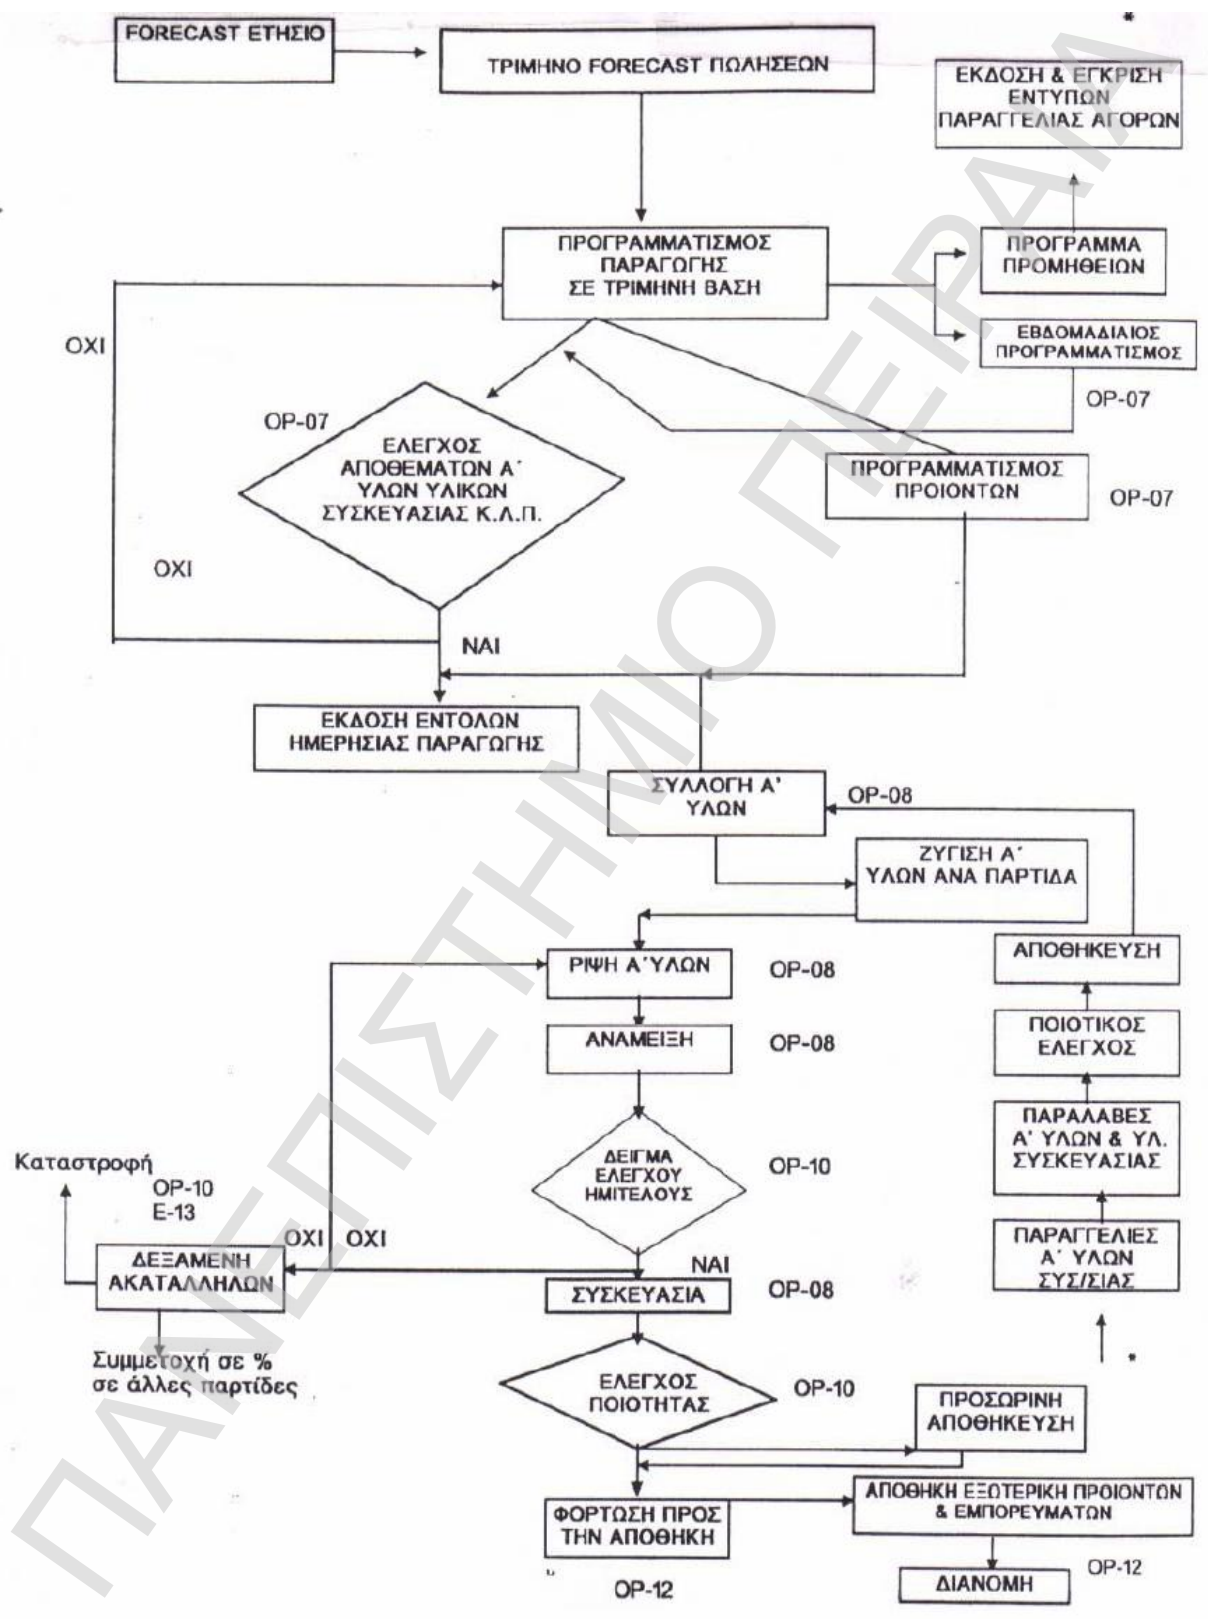 FORECAST ΕΤΗΣΙΟ
ΤΡΙΜΗΝΟ FORECAST ΠΩΛΗΣΕΩΝ
*
ΕΚΔΟΣΗ & ΕΓΚΡΙΣΗ
ΕΝΤΥΠΩΝ
ΠΑΡΑΓΓΕΛΙΑΣ ΑΓΟΡΩΝ
ΠΡΟΓΡΑΜΜΑΤΙΣΜΟΣ
ΠΑΡΑΓΩΓΗΣ
ΣΕ ΤΡΙΜΗΝΗ ΒΑΣΗ
ΠΡΟΓΡΑΜΜΑ
ΠΡΟΜΗΘΕΙΩΝ
ΕΒΔΟΜΑΔΙΑΙΟΣ
ΠΡΟΓΡΑΜΜΑΤΙΣΜΟΣ
OP-07
ΟΧΙ
OP-07
ΕΛΕΓΧΟΣ
ΑΠΟΘΕΜΑΤΩΝ Α΄
ΥΛΩΝ ΥΛΙΚΩΝ
ΣΥΣΚΕΥΑΣΙΑΣ Κ.Λ.Π.
ΠΡΟΓΡΑΜΜΑΤΙΣΜΟΣ
ΠΡΟΙΟΝΤΩΝ
OP-07
ΟΧΙ
ΝΑΙ
ΕΚΔΟΣΗ ΕΝΤΟΛΩΝ
ΗΜΕΡΗΣΙΑΣ ΠΑΡΑΓΩΓΗΣ
ΣΥΛΛΟΓΗ Α'
ΥΛΩΝ
OP-08
ΖΥΓΙΣΗ Α΄
ΥΛΩΝ ΑΝΑ ΠΑΡΤΙΔΑ
ΡΙΨΗ Α΄ΥΛΩΝ
OP-08
ΑΠΟΘΗΚΕΥΣΗ
ΑΝΑΜΕΙΞΗ
OP-08
ΠΟΙΟΤΙΚΟΣ
ΕΛΕΓΧΟΣ
ΔΕΙΓΜΑ
ΕΛΕΓΧΟΥ
ΗΜΙΤΕΛΟΥΣ
OP-10
ΠΑΡΑΛΑΒΕΣ
Α' ΥΛΩΝ & ΥΛ.
ΣΥΣΚΕΥΑΣΙΑΣ
Καταστροφή
OP-10
E-13
ΟΧΙ ΟΧΙ
ΝΑΙ
ΠΑΡΑΓΓΕΛΙΕΣ
Α΄ ΥΛΩΝ
ΣΥΣ/ΣΙΑΣ
*
ΔΕΞΑΜΕΝΗ
ΑΚΑΤΑΛΛΗΛΩΝ
ΣΥΣΚΕΥΑΣΙΑ
OP-08
Συμμετοχή σε %
σε άλλες παρτίδες
ΕΛΕΓΧΟΣ
ΠΟΙΟΤΗΤΑΣ
OP-10
ΠΡΟΣΩΡΙΝΗ
ΑΠΟΘΗΚΕΥΣΗ
ΦΟΡΤΩΣΗ ΠΡΟΣ
ΤΗΝ ΑΠΟΘΗΚΗ
OP-12
ΑΠΟΘΗΚΗ ΕΞΩΤΕΡΙΚΗ ΠΡΟΙΟΝΤΩΝ
& ΕΜΠΟΡΕΥΜΑΤΩΝ
OP-12
ΔΙΑΝΟΜΗ
ΠΑΝΕΠΙΣΤΗΜΙΟ ΠΕΙΡΑΙΑ